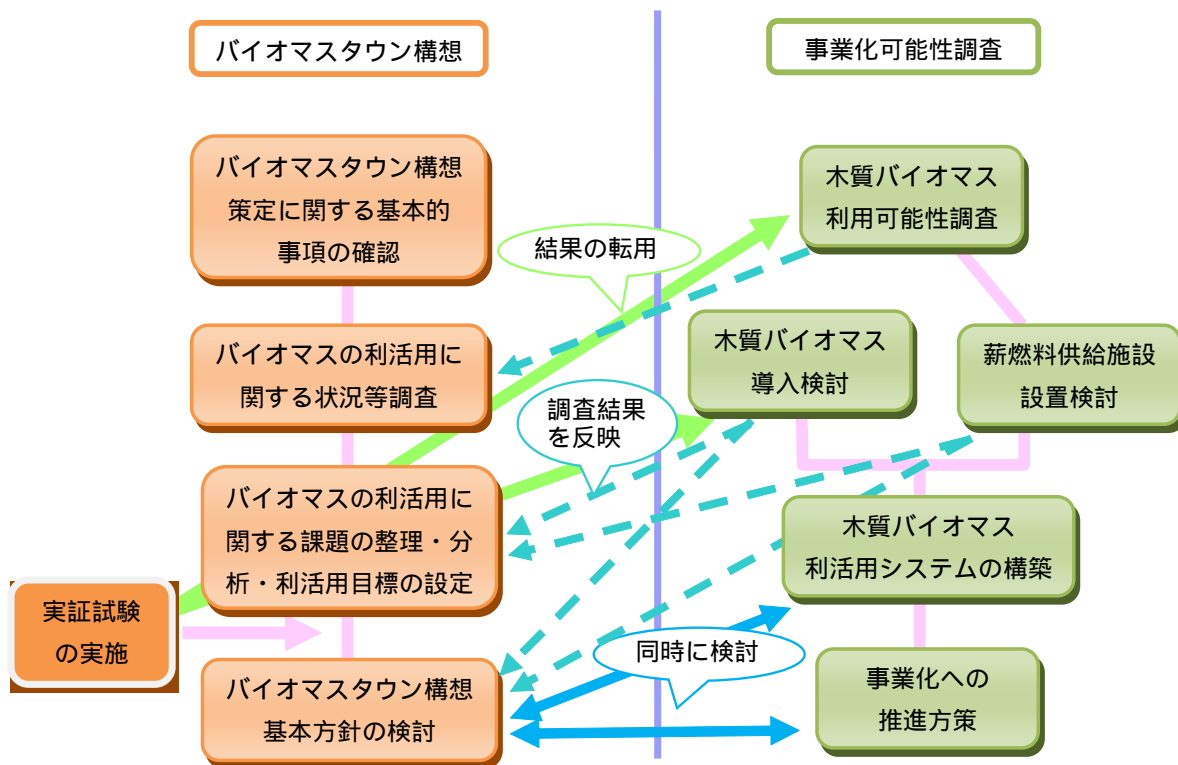 バイオマスタウン構想
事業化可能性調査
バイオマスタウン構想
策定に関する基本的
事項の確認
木質バイオマス
利用可能性調査
結果の転用
バイオマスの利活用に
関する状況等調査
木質バイオマス
導入検討
薪燃料供給施設
設置検討
調査結果
を反映
バイオマスの利活用に
関する課題の整理・分
析・利活用目標の設定
木質バイオマス
利活用システムの構築
実証試験
の実施
同時に検討
バイオマスタウン構想
基本方針の検討
事業化への
推進方策